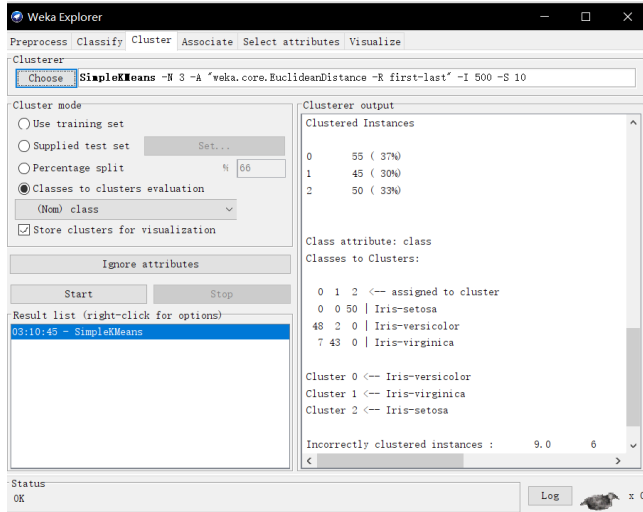 Weka Explorer
Preprocess Classify Cluster Associate Select attributes Visualize
Clusterer
Choose SimpleKMeans -N 3 -A "weka.core.EuclideanDistance -R first-last" -I 500 -S 10
Cluster mode
Use training set
Supplied test set Set...
Percentage split % 66
Classes to clusters evaluation
(Nom) class
Store clusters for visualization
Ignore attributes
Start Stop
Result list (right-click for options)
03:10:45 - SimpleKMeans
Clusterer output
Clustered Instances
0 55 ( 37%)
1 45 ( 30%)
2 50 ( 33%)
Class attribute: class
Classes to Clusters:
0 1 2 <-- assigned to cluster
0 0 50 | Iris-setosa
48 2 0 | Iris-versicolor
7 43 0 | Iris-virginica
Cluster 0 <-- Iris-versicolor
Cluster 1 <-- Iris-virginica
Cluster 2 <-- Iris-setosa
Incorrectly clustered instances : 9.0 6
Status
OK
Log x